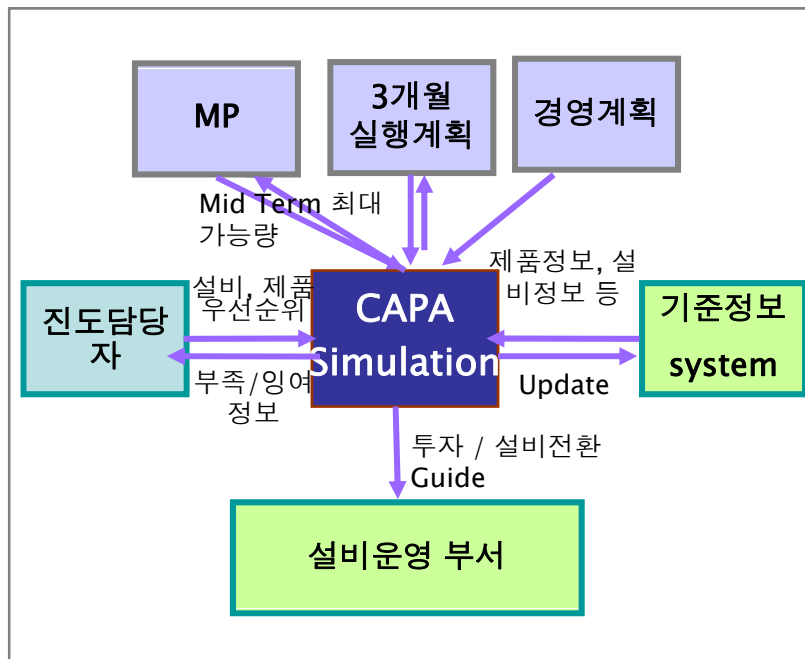 MP
3개월
실행계획
경영계획
Mid Term 최대
가능량
설비, 제품
우선순위
제품정보, 설
비정보 등
진도담당
자
CAPA
Simulation
기준정보
system
부족/잉여
정보
Update
투자 / 설비전환
Guide
설비운영 부서